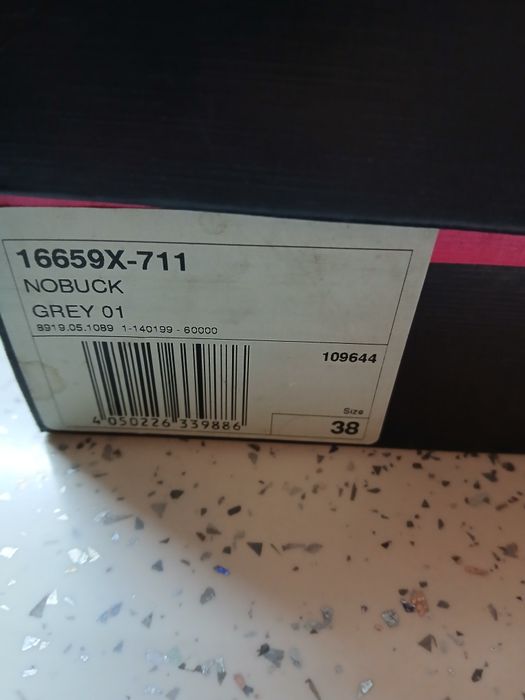 16659X-711
NOBUCK
GREY 01
8919.05.1089 1-140199 - 60000
109644
4 050226 339886
Size
38